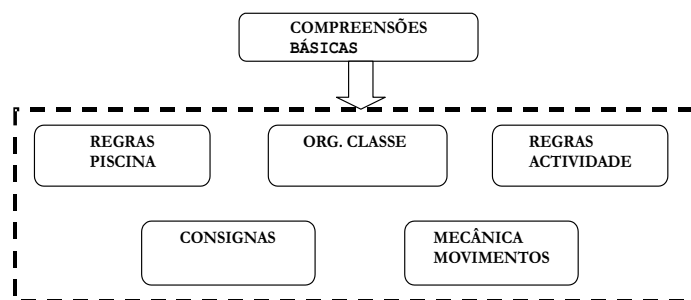 COMPREENSÕES
BÁSICAS
REGRAS
PISCINA
ORG. CLASSE
REGRAS
ACTIVIDADE
CONSIGNAS
MECÂNICA
MOVIMENTOS